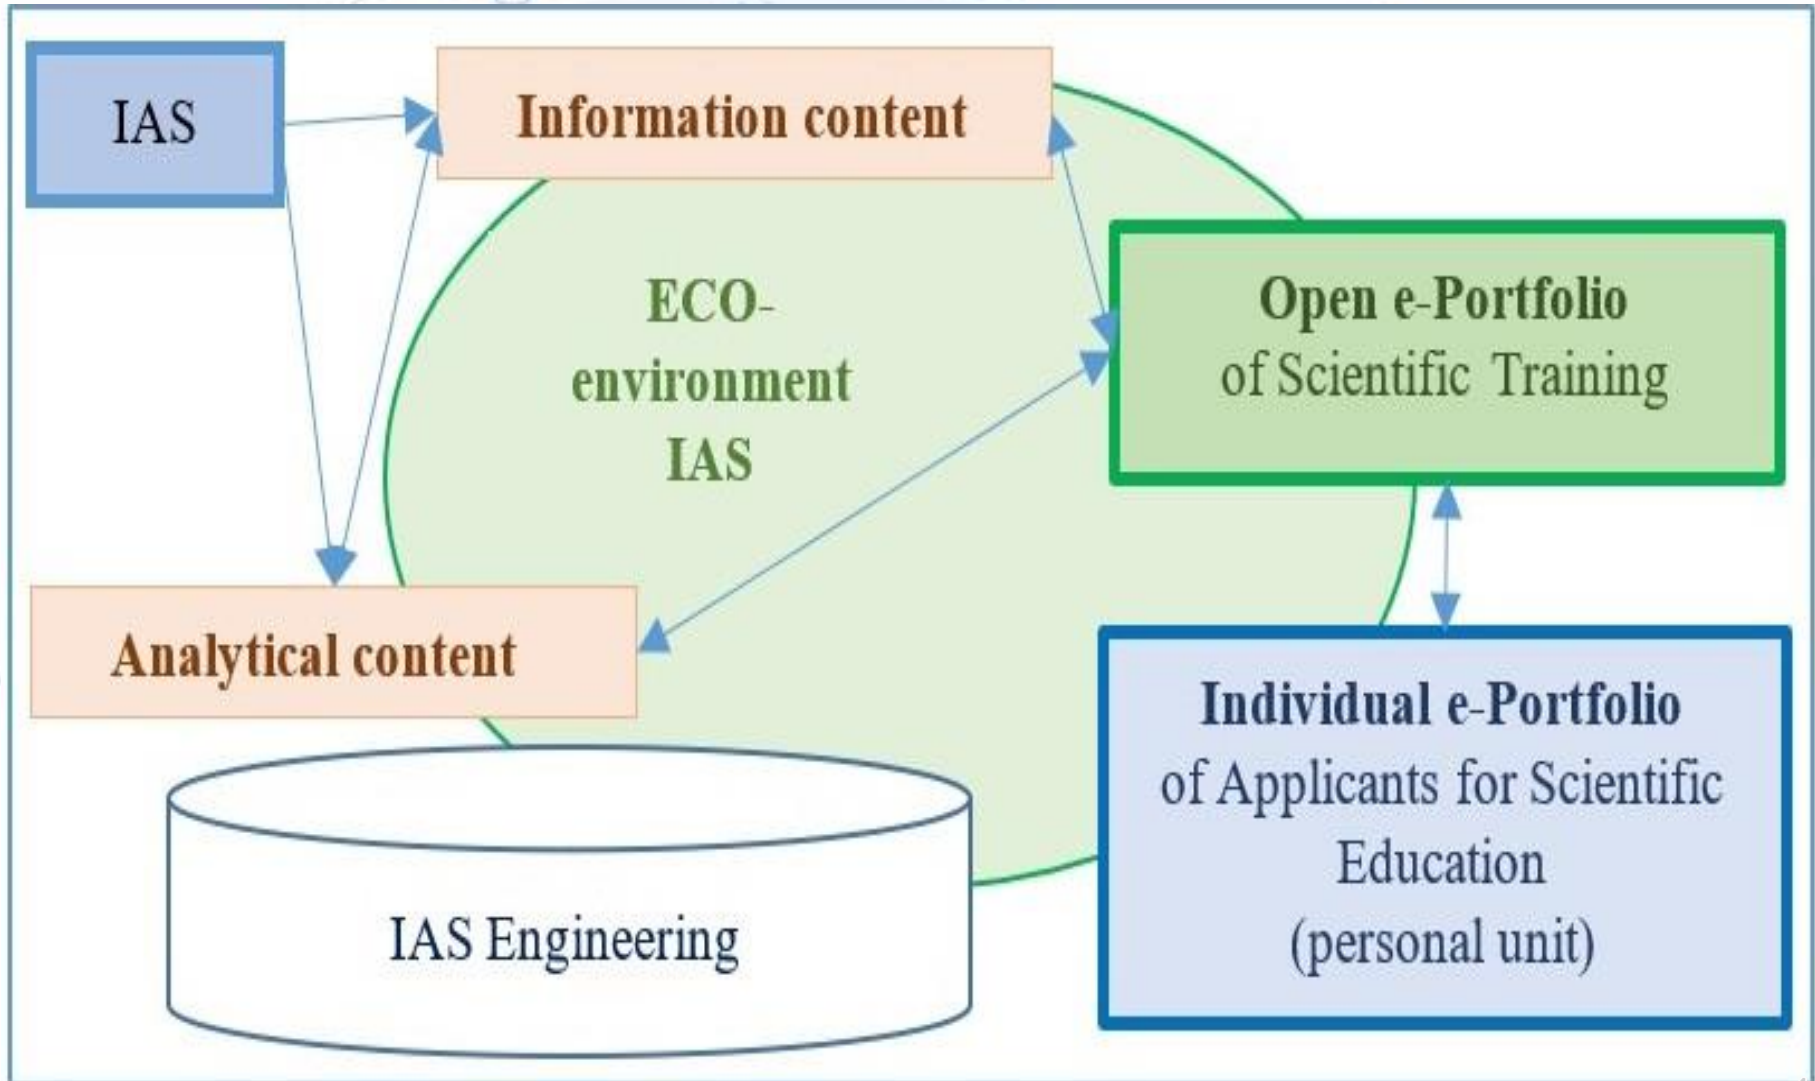 IAS
Information content
ECO-
environment
IAS
Open e-Portfolio
of Scientific Training
Analytical content
Individual e-Portfolio
of Applicants for Scientific
Education
(personal unit)
IAS Engineering